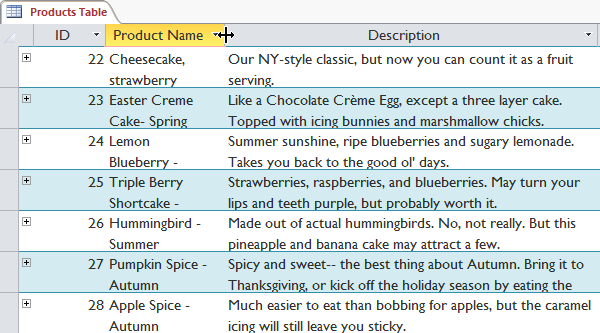 Products Table
ID Product Name Description
22 Cheesecake, Our NY-style classic, but now you can count it as a fruit
strawberry serving.
23 Easter Creme Like a Chocolate Crème Egg, except a three layer cake.
Cake- Spring Topped with icing bunnies and marshmallow chicks.
24 Lemon Summer sunshine, ripe blueberries and sugary lemonade.
Blueberry - Takes you back to the good ol' days.
25 Triple Berry Strawberries, raspberries, and blueberries. May turn your
Shortcake - lips and teeth purple, but probably worth it.
26 Hummingbird - Made out of actual hummingbirds. No, not really. But this
Summer pineapple and banana cake may attract a few.
27 Pumpkin Spice - Spicy and sweet-- the best thing about Autumn. Bring it to
Autumn Thanksgiving, or kick off the holiday season by eating the
28 Apple Spice - Much easier to eat than bobbing for apples, but the caramel
Autumn icing will still leave you sticky.